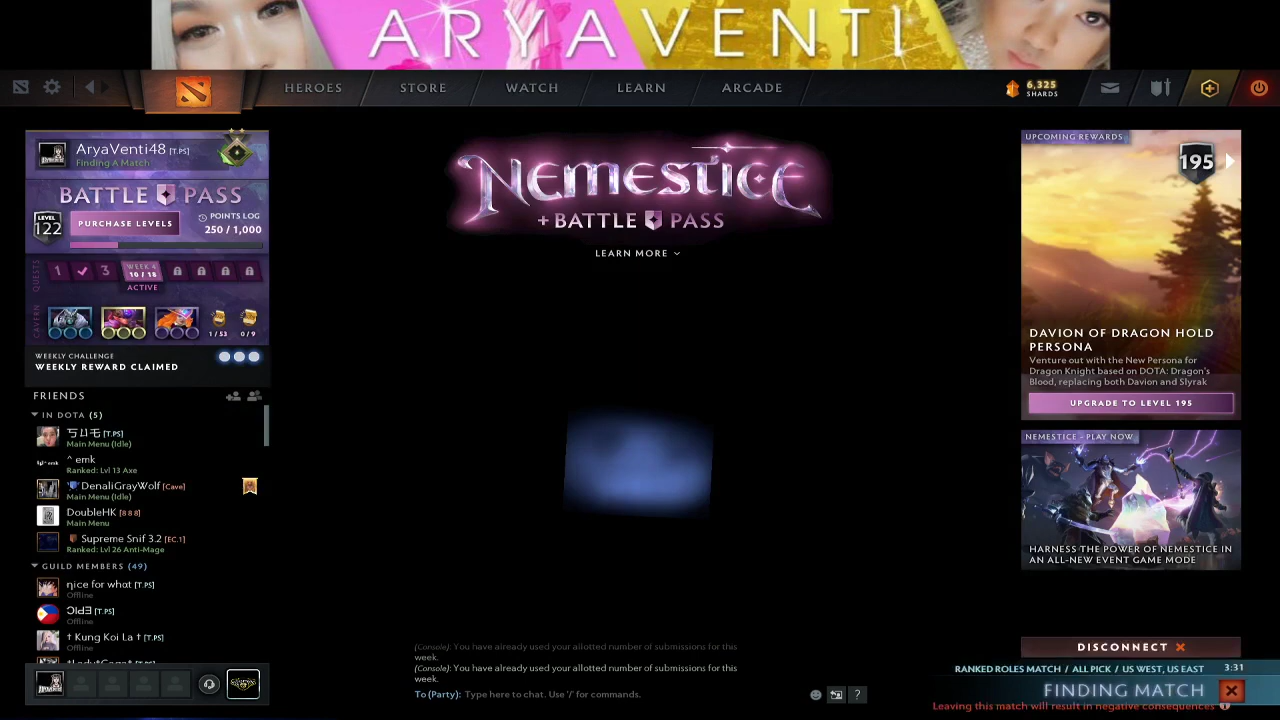 ARYAVENTI
HEROES
STORE
WATCH
LEARN
ARCADE
6,325
SHARDS
AryaVenti48 [T.PS]
Finding A Match
BATTLE PASS
LEVEL
122
PURCHASE LEVELS
POINTS LOG
250 / 1,000
QUESTS
1
3
WEEK 4
10 / 18
ACTIVE
CAVERN
1 / 53
0 / 9
WEEKLY CHALLENGE
WEEKLY REWARD CLAIMED
FRIENDS
IN DOTA (5)
[T.PS]
Main Menu (Idle)
^ emk
Ranked: Lvl 13 Axe
DenaliGrayWolf [Cave]
Main Menu (Idle)
DoubleHK [8 8 8]
Main Menu
Supreme Snif 3.2 [EC.1]
Ranked: Lvl 26 Anti-Mage
GUILD MEMBERS (49)
ηice for whαt [T.PS]
Offline
ƆIdƎ [T.PS]
Offline
† Kung Koi La † [T.PS]
NEMESTICE
+ BATTLE PASS
LEARN MORE
(Console): You have already used your allotted number of submissions for this
week.
(Console): You have already used your allotted number of submissions for this
week.
To (Party): Type here to chat. Use '/' for commands.
?
UPCOMING REWARDS
195
DAVION OF DRAGON HOLD
PERSONA
Venture out with the New Persona for
Dragon Knight based on DOTA: Dragon's
Blood, replacing both Davion and Slyrak
UPGRADE TO LEVEL 195
NEMESTICE - PLAY NOW
HARNESS THE POWER OF NEMESTICE IN
AN ALL-NEW EVENT GAME MODE
DISCONNECT
RANKED ROLES MATCH / ALL PICK / US WEST, US EAST 3:31
FINDING MATCH
Leaving this match will result in negative consequences